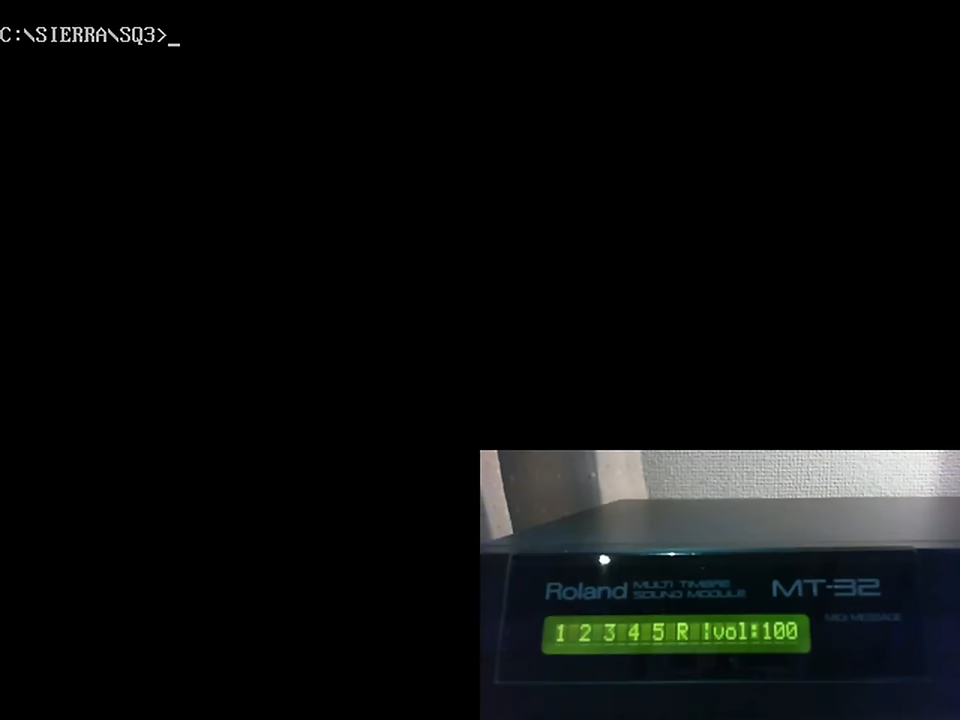 C:\SIERRA\SQ3>_
Roland MULTI TIMBRE SOUND MODULE MT-32
MIDI MESSAGE
1 2 3 4 5 R |vol:100